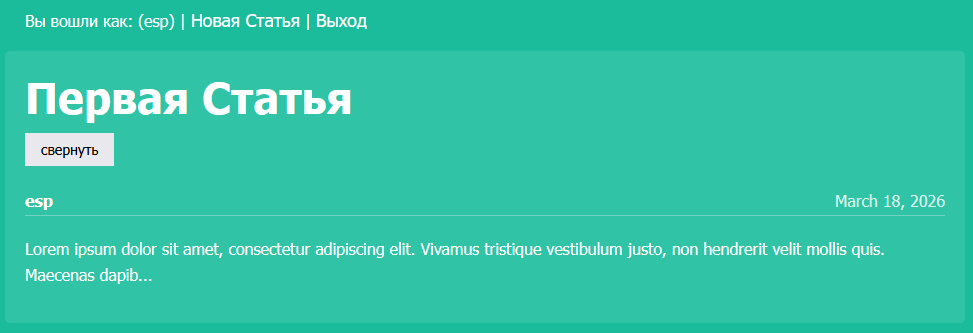 Вы вошли как: (esp) | Новая Статья | Выход
Первая Статья
свернуть
esp March 18, 2026
Lorem ipsum dolor sit amet, consectetur adipiscing elit. Vivamus tristique vestibulum justo, non hendrerit velit mollis quis.
Maecenas dapib...